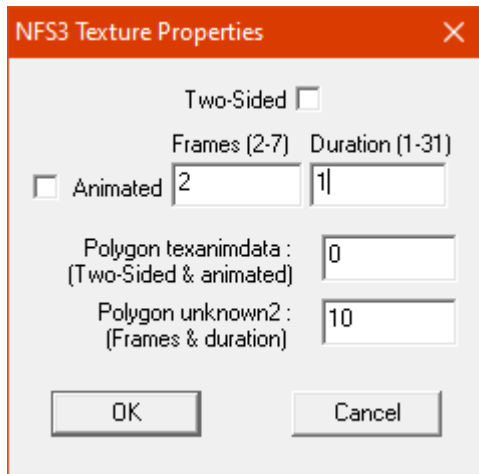 NFS3 Texture Properties
Two-Sided
Frames (2-7) Duration (1-31)
Animated 2 1
Polygon texanimdata : 0
(Two-Sided & animated)
Polygon unknown2 : 10
(Frames & duration)
OK Cancel